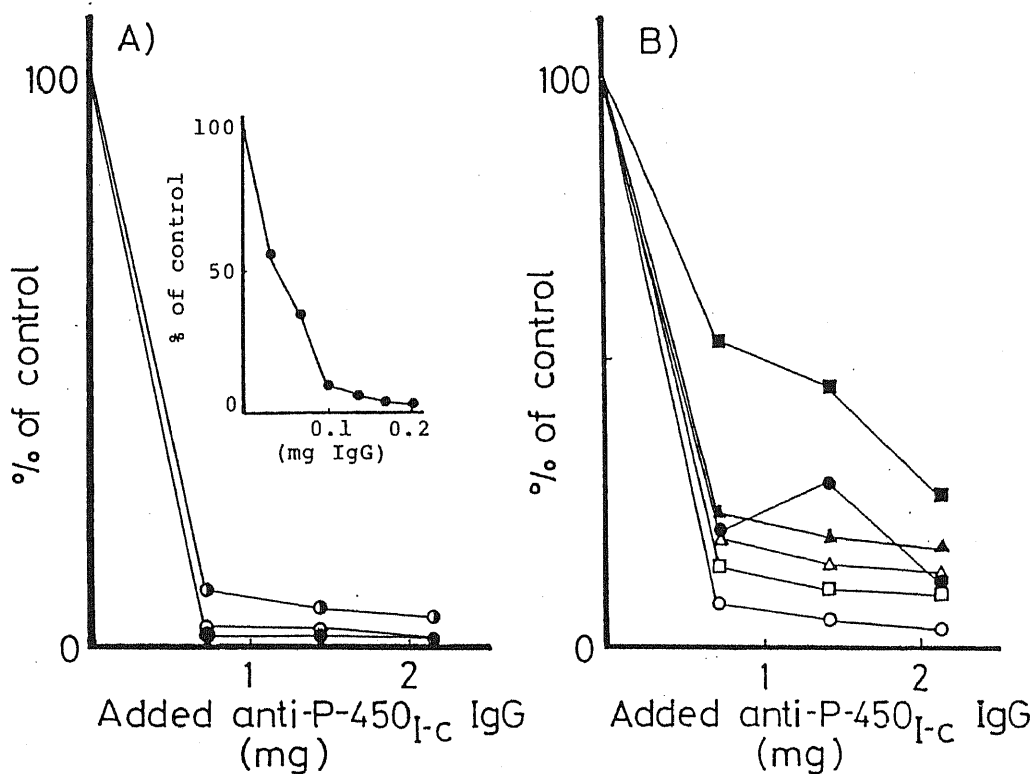 A)
100
% of control
0
1
2
Added anti-P-450I-c IgG
(mg)
100
50
0
% of control
0.1
0.2
(mg IgG)
B)
100
% of control
0
1
2
Added anti-P-450I-c IgG
(mg)